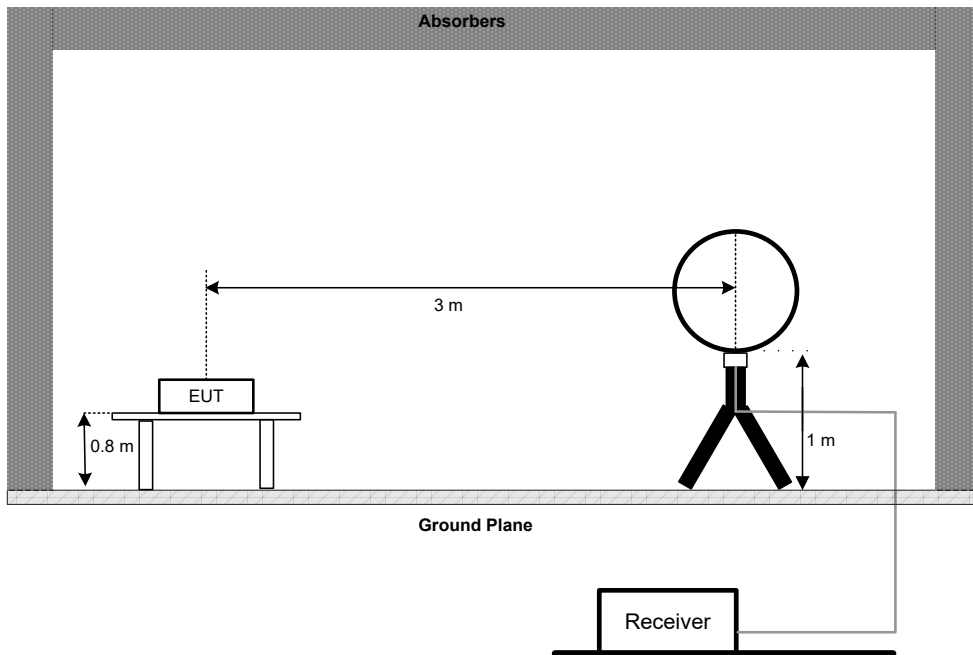 Absorbers
3 m
EUT
0.8 m
1 m
Ground Plane
Receiver